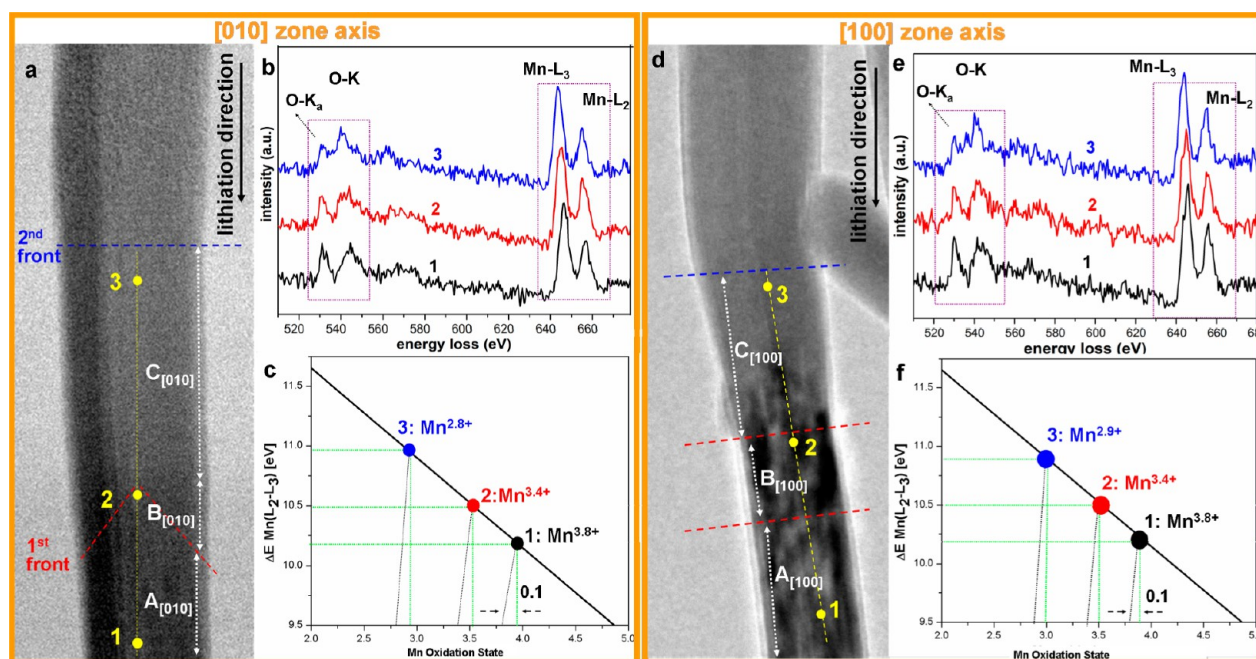 [010] zone axis
a
lithiation direction
2nd front
3
C[010]
2
B[010]
1st front
A[010]
1
b
O-K
O-Ka
Mn-L3
Mn-L2
intensity (a.u.)
3
2
1
520 540 560 580 600 620 640 660
energy loss (eV)
c
ΔE Mn(L2-L3) [eV]
11.5
11.0
10.5
10.0
9.5
3: Mn2.8+
2:Mn3.4+
1: Mn3.8+
0.1
2.0 2.5 3.0 3.5 4.0 4.5 5.0
Mn Oxidation State
[100] zone axis
d
lithiation direction
3
C[100]
2
B[100]
A[100]
1
e
O-K
O-Ka
Mn-L3
Mn-L2
intensity (a.u.)
3
2
1
520 540 560 580 600 620 640 660 68
energy loss (eV)
f
ΔE Mn(L2-L3) [eV]
11.5
11.0
10.5
10.0
9.5
3: Mn2.9+
2: Mn3.4+
1: Mn3.8+
0.1
2.0 2.5 3.0 3.5 4.0 4.5 5.0
Mn Oxidation State